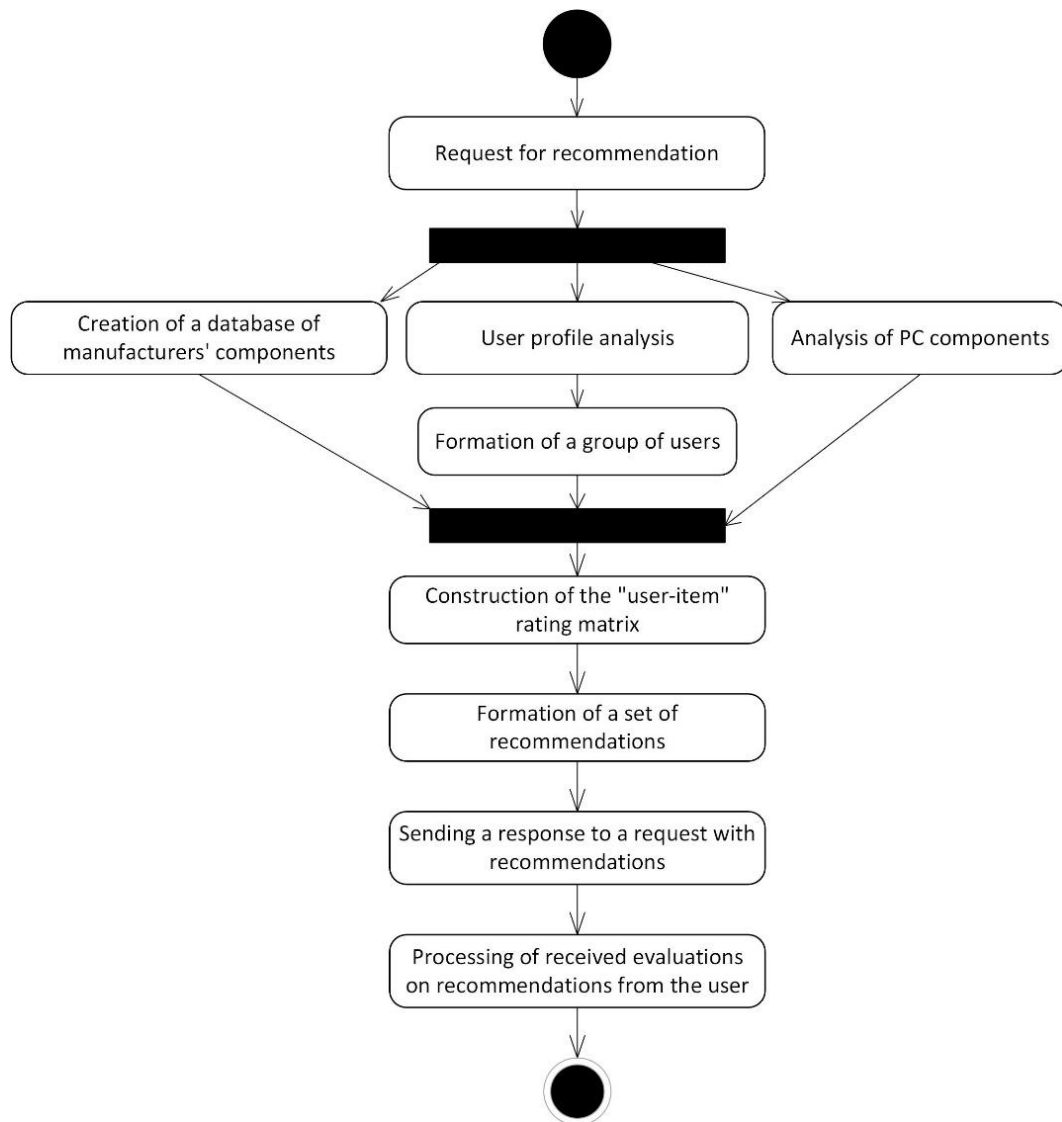 Request for recommendation
Creation of a database of
manufacturers' components
User profile analysis
Analysis of PC components
Formation of a group of users
Construction of the "user-item"
rating matrix
Formation of a set of
recommendations
Sending a response to a request with
recommendations
Processing of received evaluations
on recommendations from the user